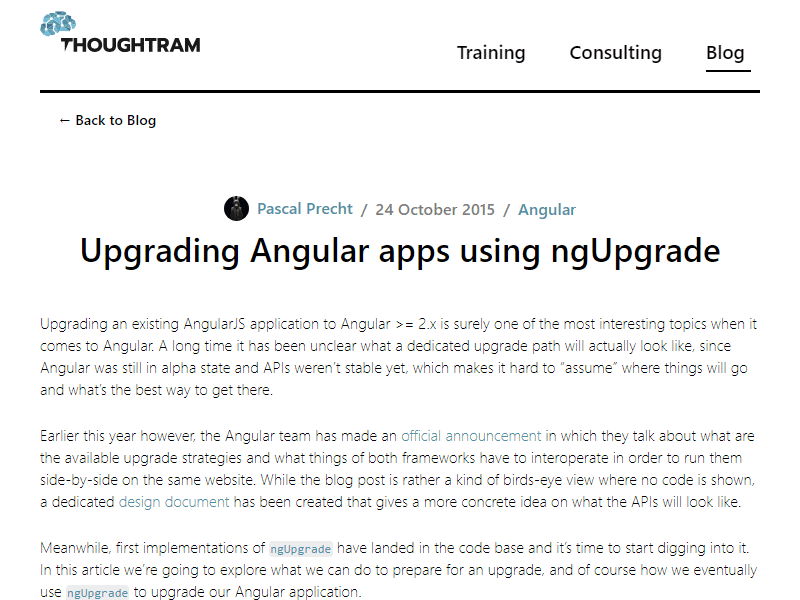 THOUGHTRAM
Training
Consulting
Blog
← Back to Blog
Pascal Precht / 24 October 2015 / Angular
Upgrading Angular apps using ngUpgrade
Upgrading an existing AngularJS application to Angular >= 2.x is surely one of the most interesting topics when it
comes to Angular. A long time it has been unclear what a dedicated upgrade path will actually look like, since
Angular was still in alpha state and APIs weren’t stable yet, which makes it hard to “assume” where things will go
and what’s the best way to get there.
Earlier this year however, the Angular team has made an official announcement in which they talk about what are
the available upgrade strategies and what things of both frameworks have to interoperate in order to run them
side-by-side on the same website. While the blog post is rather a kind of birds-eye view where no code is shown,
a dedicated design document has been created that gives a more concrete idea on what the APIs will look like.
Meanwhile, first implementations of ngUpgrade have landed in the code base and it’s time to start digging into it.
In this article we’re going to explore what we can do to prepare for an upgrade, and of course how we eventually
use ngUpgrade to upgrade our Angular application.